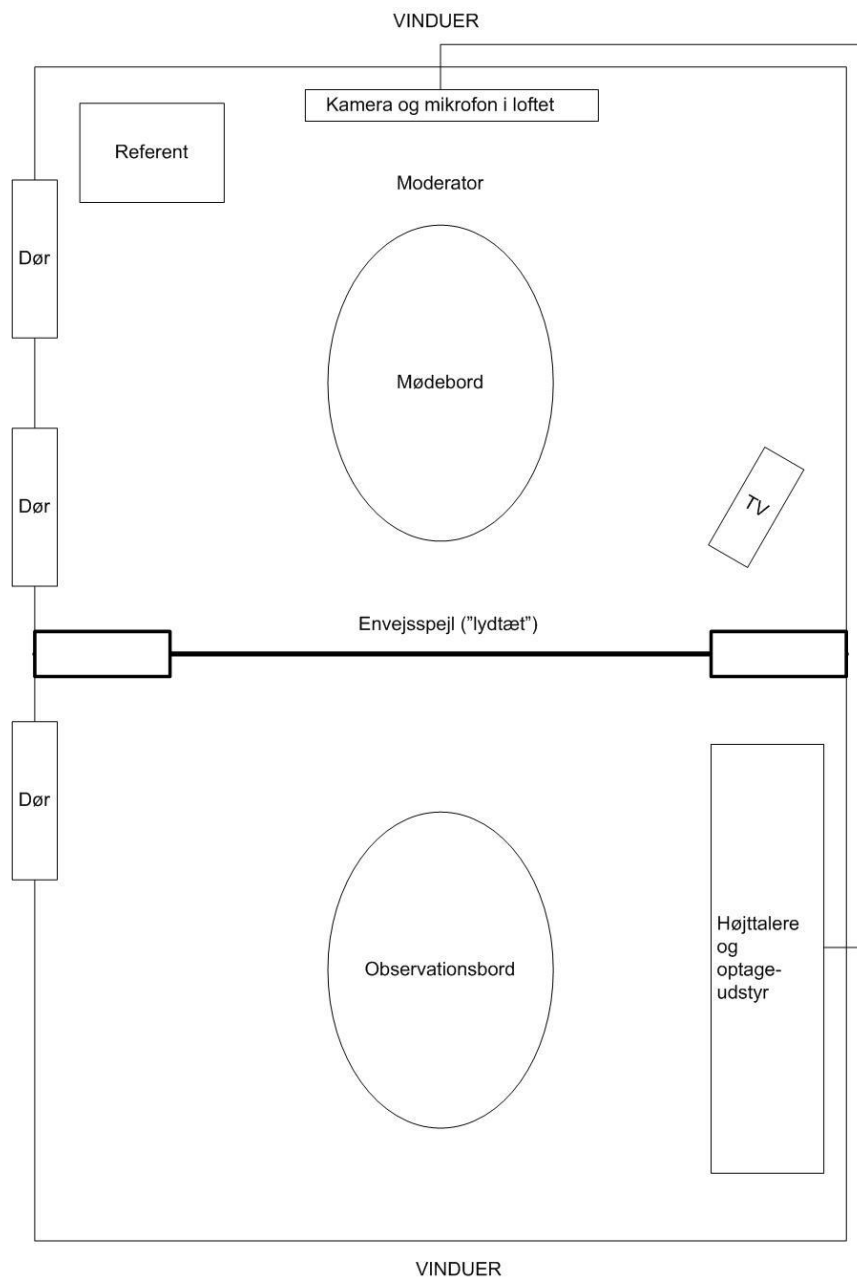 VINDUER
Kamera og mikrofon i loftet
Referent
Moderator
Dør
Mødebord
Dør
TV
Envejsspejl (”lydtæt”)
Dør
Højttalere
og
optage-
udstyr
Observationsbord
VINDUER